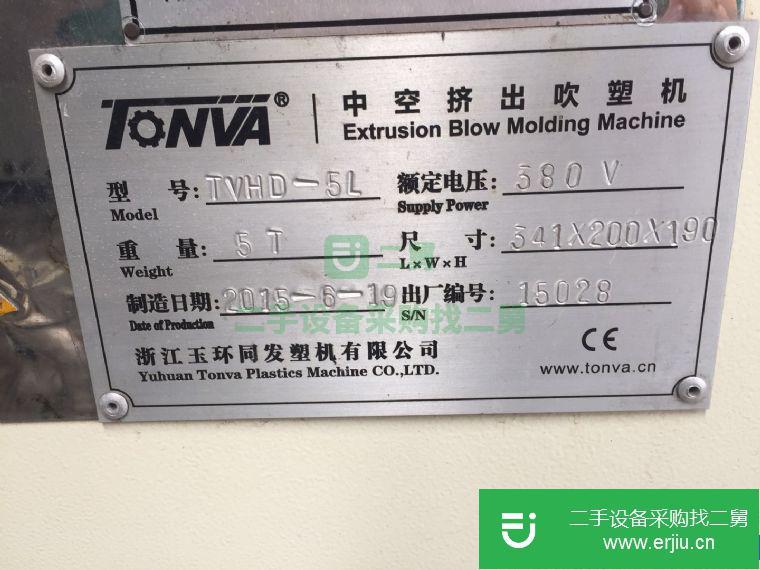 TONVA®
中空挤出吹塑机
Extrusion Blow Molding Machine
型 号: TVHD-5L 额定电压: 380 V
Model Supply Power
重 量: 5T 尺 寸: 341X200X190
Weight L×W×H
制造日期: 2015-6-19 出厂编号: 15028
Date of Production S/N
浙江玉环同发塑机有限公司
Yuhuan Tonva Plastics Machine CO.,LTD.
CE
www.tonva.cn
二舅
二手设备采购找二舅
二手设备采购找二舅
www.erjiu.cn